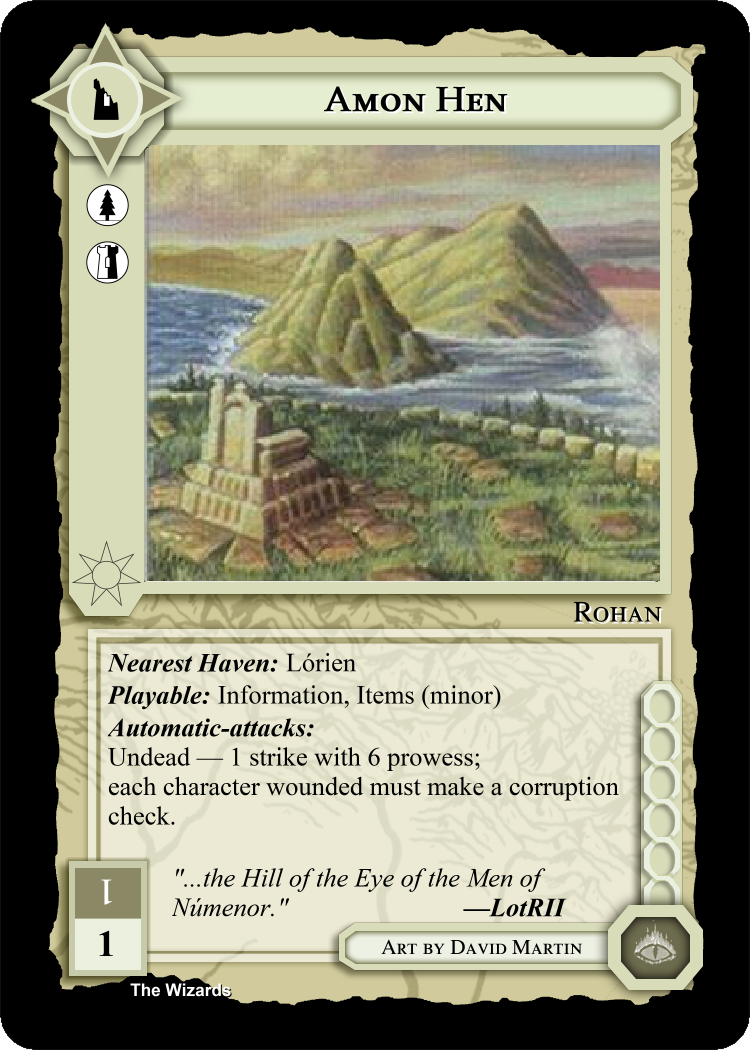 Amon Hen
Rohan
Nearest Haven: Lórien
Playable: Information, Items (minor)
Automatic-attacks:
Undead — 1 strike with 6 prowess;
each character wounded must make a corruption
check.
"...the Hill of the Eye of the Men of
Númenor." —LotRII
I
1
Art by David Martin
The Wizards